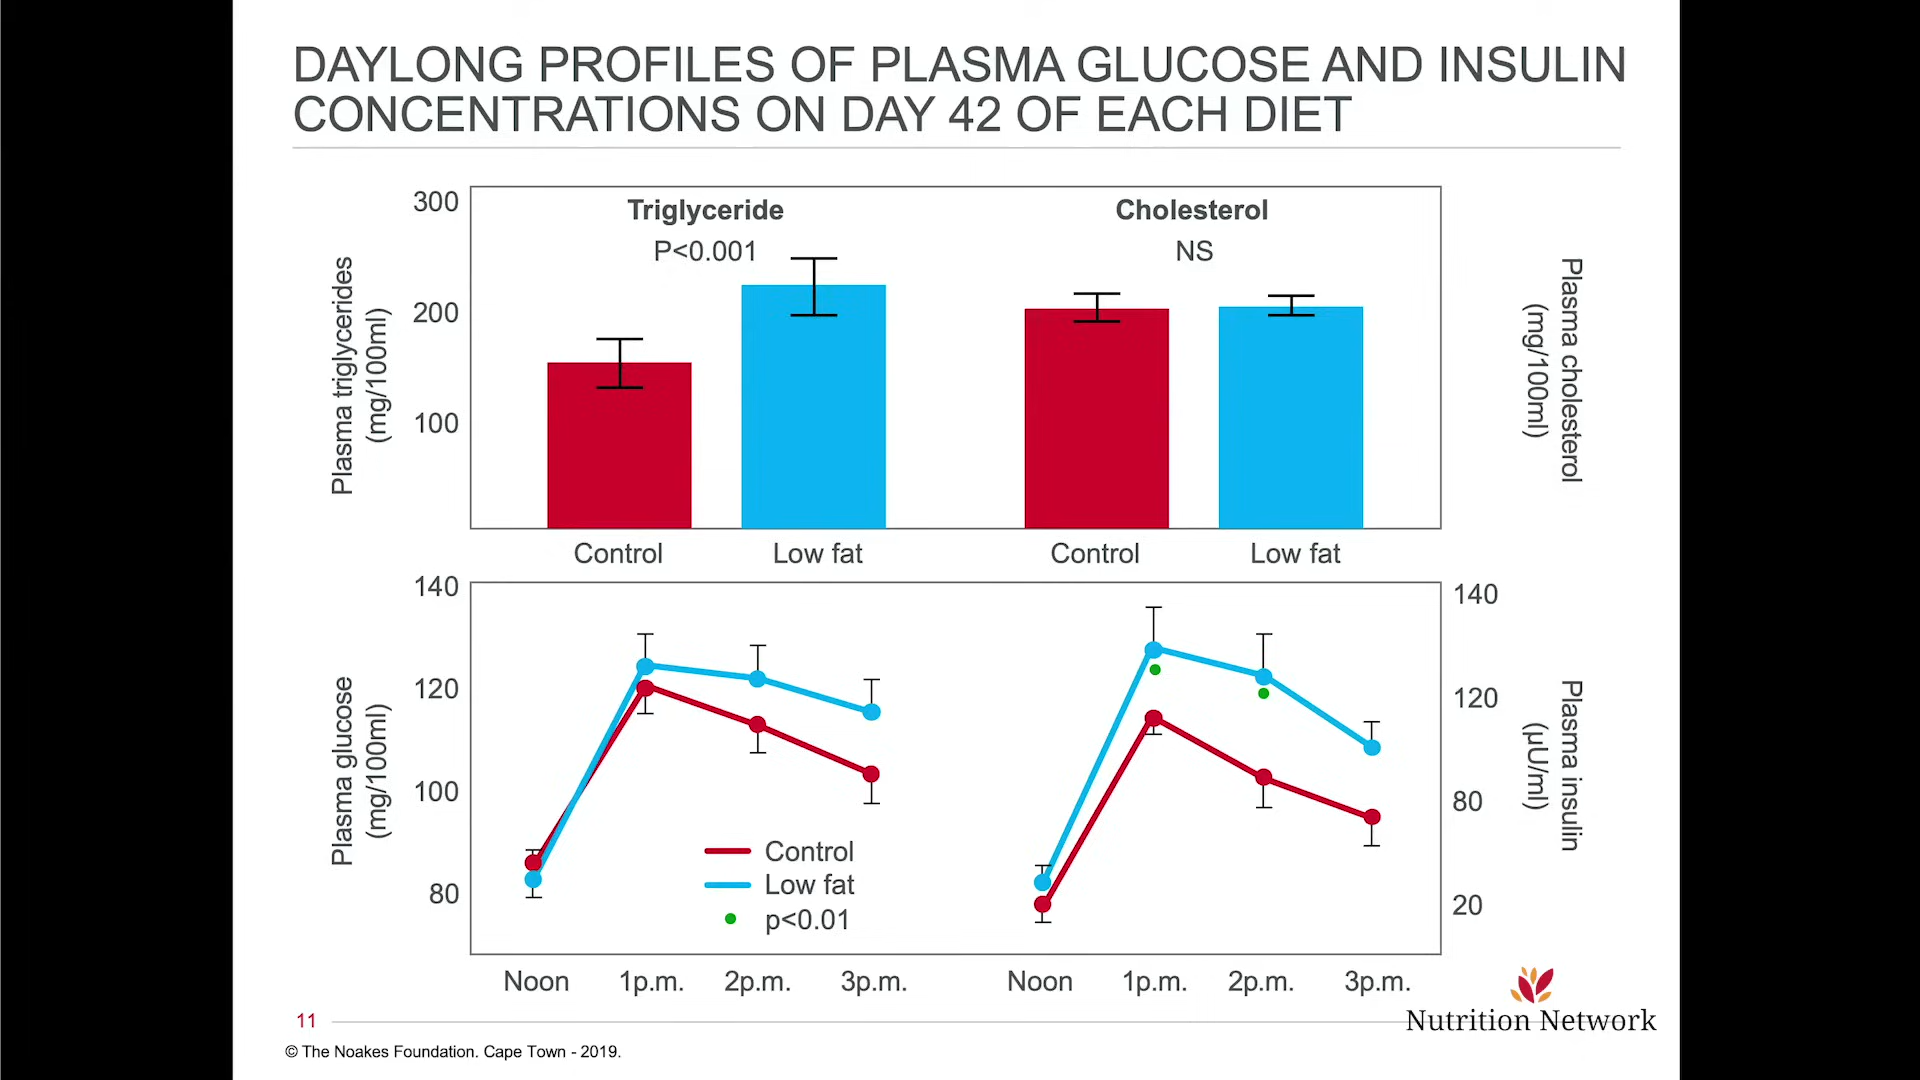 DAYLONG PROFILES OF PLASMA GLUCOSE AND INSULIN
CONCENTRATIONS ON DAY 42 OF EACH DIET
300
200
100
Plasma triglycerides
(mg/100ml)
Triglyceride
P<0.001
Cholesterol
NS
Plasma cholesterol
(mg/100ml)
Control
Low fat
Control
Low fat
140
120
100
80
Plasma glucose
(mg/100ml)
Control
Low fat
p<0.01
140
120
80
20
Plasma insulin
(µU/ml)
Noon 1p.m. 2p.m. 3p.m.
Noon 1p.m. 2p.m. 3p.m.
11
Nutrition Network
© The Noakes Foundation. Cape Town - 2019.